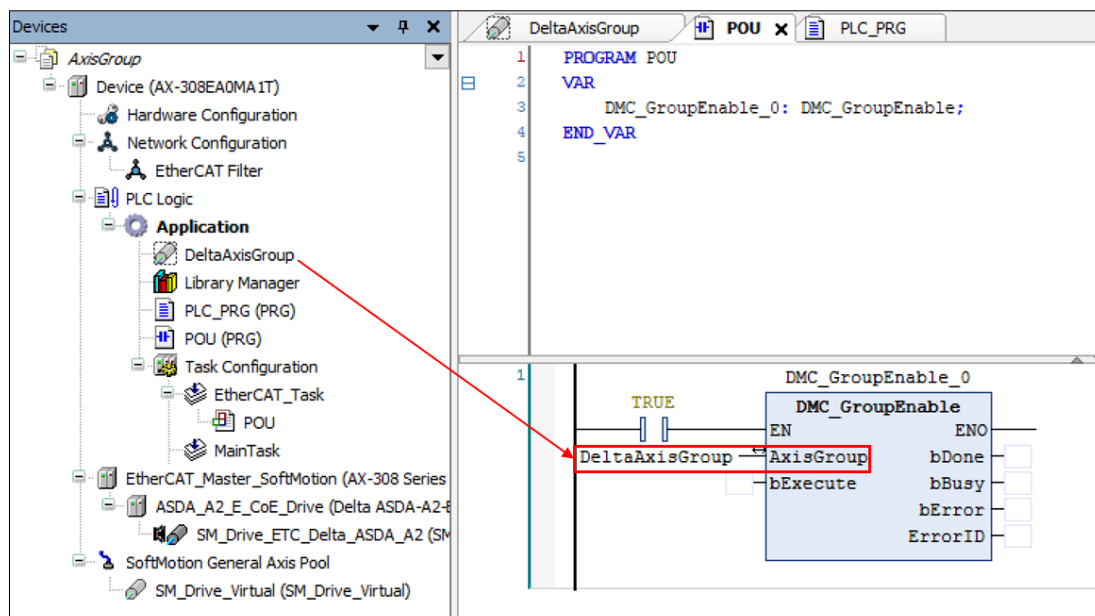 Devices
AxisGroup
Device (AX-308EA0MA1T)
Hardware Configuration
Network Configuration
EtherCAT Filter
PLC Logic
Application
DeltaAxisGroup
Library Manager
PLC_PRG (PRG)
POU (PRG)
Task Configuration
EtherCAT_Task
POU
MainTask
EtherCAT_Master_SoftMotion (AX-308 Series
ASDA_A2_E_CoE_Drive (Delta ASDA-A2-E
SM_Drive_ETC_Delta_ASDA_A2 (SM
SoftMotion General Axis Pool
SM_Drive_Virtual (SM_Drive_Virtual)
DeltaAxisGroup POU PLC_PRG
1 PROGRAM POU
2 VAR
3 DMC_GroupEnable_0: DMC_GroupEnable;
4 END_VAR
5
1 DMC_GroupEnable_0
TRUE DMC_GroupEnable
EN ENO
DeltaAxisGroup AxisGroup bDone
bExecute bBusy
bError
ErrorID